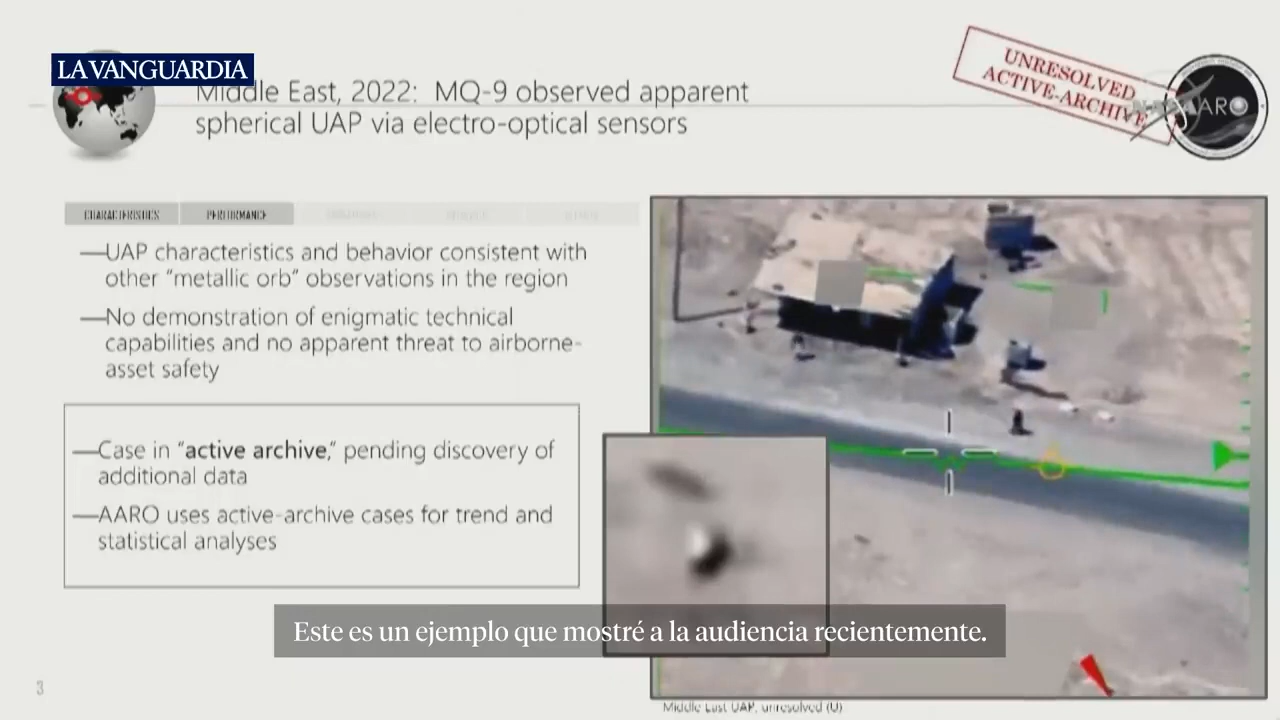 LA VANGUARDIA
Middle East, 2022: MQ-9 observed apparent
spherical UAP via electro-optical sensors
UNRESOLVED
ACTIVE-ARCHIVE
AARO
CHARACTERISTICS
PERFORMANCE
—UAP characteristics and behavior consistent with
other "metallic orb" observations in the region
—No demonstration of enigmatic technical
capabilities and no apparent threat to airborne-
asset safety
—Case in "active archive," pending discovery of
additional data
—AARO uses active-archive cases for trend and
statistical analyses
Este es un ejemplo que mostré a la audiencia recientemente.
3
Middle East UAP, unresolved (U)